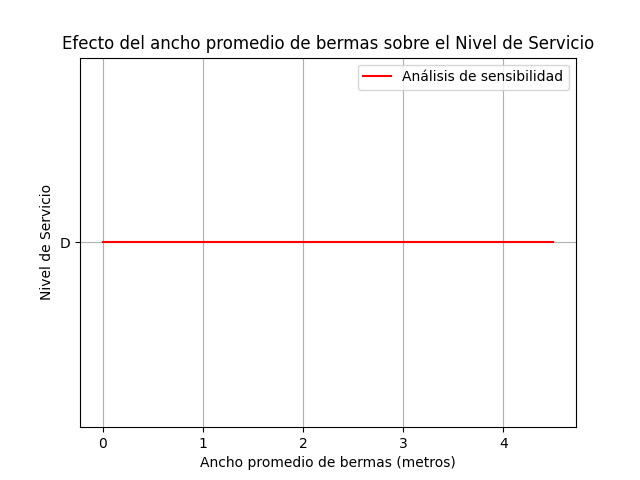 Efecto del ancho promedio de bermas sobre el Nivel de Servicio
Análisis de sensibilidad
Nivel de Servicio
D
0 1 2 3 4
Ancho promedio de bermas (metros)